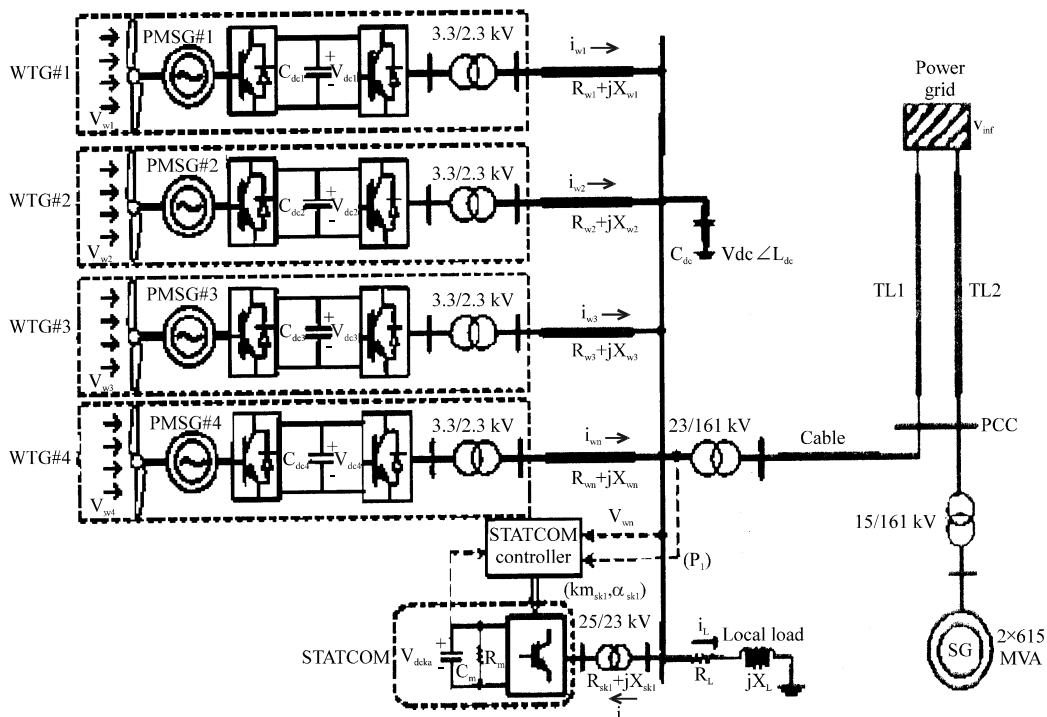 PMSG#1
3.3/2.3 kV
WTG#1
C_dc1
+
V_dc1
-
V_w1
i_w1
R_w1+jX_w1
Power
grid
V_inf
PMSG#2
3.3/2.3 kV
WTG#2
C_dc2
+
V_dc2
-
V_w2
i_w2
R_w2+jX_w2
C_dc
Vdc∠L_dc
PMSG#3
3.3/2.3 kV
WTG#3
C_dc3
+
V_dc3
-
V_w3
i_w3
R_w3+jX_w3
TL1
TL2
PMSG#4
3.3/2.3 kV
WTG#4
C_dc4
+
V_dc4
-
V_w4
i_wn
R_wn+jX_wn
23/161 kV
Cable
PCC
15/161 kV
STATCOM
controller
V_wn
(P_1)
(km_sk1,α_sk1)
STATCOM
+
V_dcka
-
C_m
R_m
25/23 kV
R_sk1+jX_sk1
i
i_L
Local load
R_L
jX_L
SG
2×615
MVA